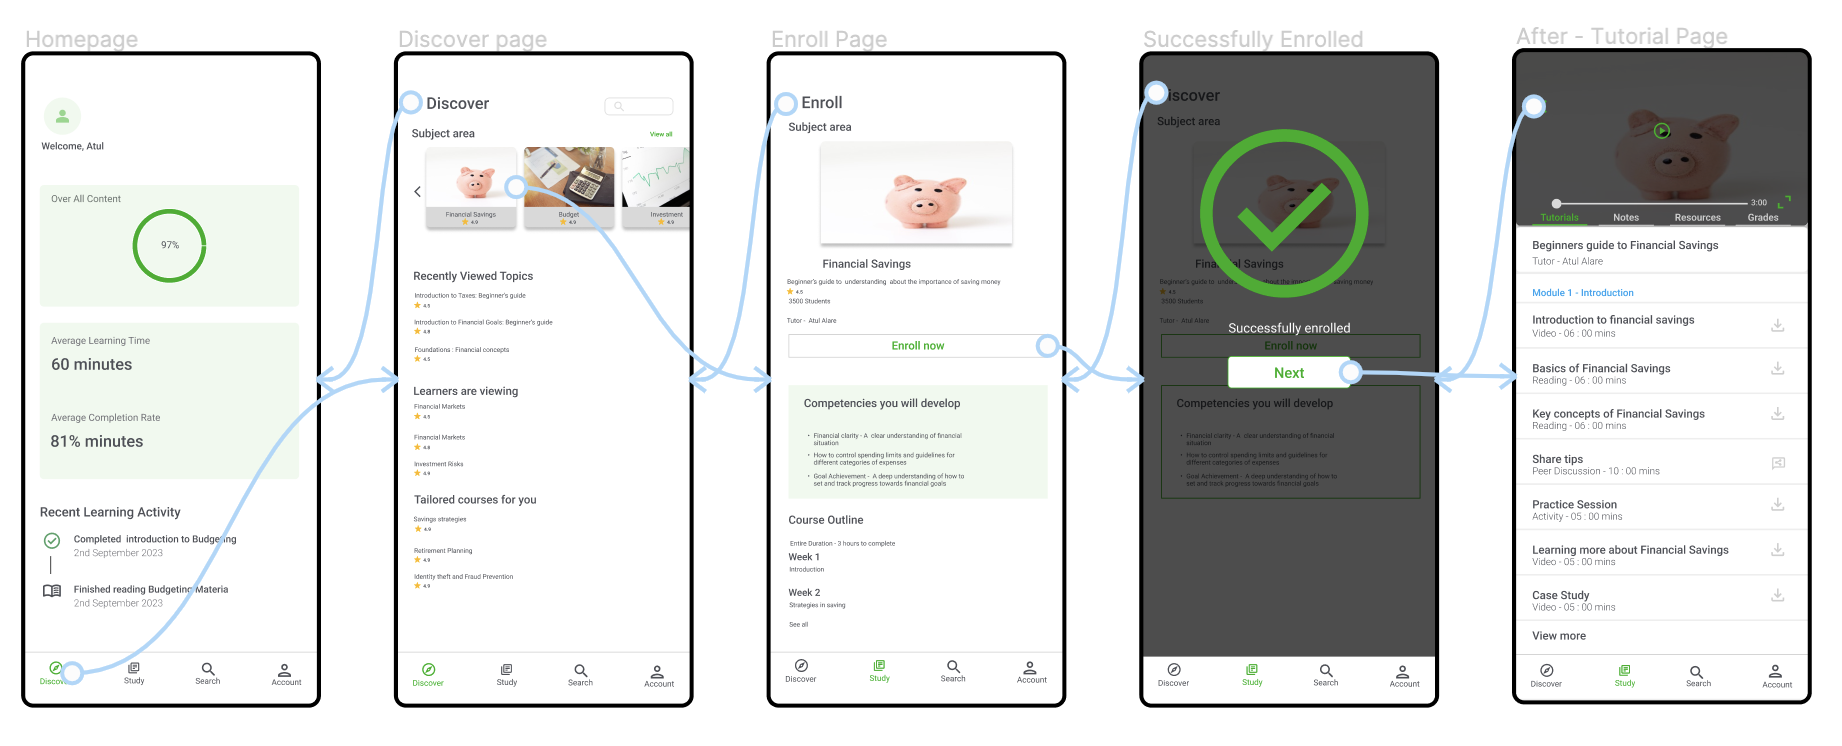 Homepage
Welcome, Atul
Over All Content
97%
Average Learning Time
60 minutes
Average Completion Rate
81% minutes
Recent Learning Activity
Completed introduction to Budgeting
2nd September 2023
Finished reading Budgeting Materia
2nd September 2023
Discover
Study
Search
Account
Discover page
Discover
Subject area
View all
Financial Savings
4.9
Budget
4.9
Investment
4.9
Recently Viewed Topics
Introduction to Taxes: Beginner's guide
4.5
Introduction to Financial Goals: Beginner's guide
4.8
Foundations : Financial concepts
4.5
Learners are viewing
Financial Markets
4.5
Financial Markets
4.8
Investment Risks
4.9
Tailored courses for you
Savings strategies
4.9
Retirement Planning
4.9
Identity theft and Fraud Prevention
4.9
Discover
Study
Search
Account
Enroll Page
Enroll
Subject area
Financial Savings
Beginner's guide to understanding about the importance of saving money
4.5
3500 Students
Tutor - Atul Alare
Enroll now
Competencies you will develop
• Financial clarity - A clear understanding of financial
situation
• How to control spending limits and guidelines for
different categories of expenses
• Goal Achievement - A deep understanding of how to
set and track progress towards financial goals
Course Outline
Entire Duration - 3 hours to complete
Week 1
Introduction
Week 2
Strategies in saving
See all
Discover
Study
Search
Account
Successfully Enrolled
iscover
Subject area
Financial Savings
Beginner's guide to understanding about the importance of saving money
4.5
3500 Students
Tutor - Atul Alare
Successfully enrolled
Enroll now
Next
Competencies you will develop
• Financial clarity - A clear understanding of financial
situation
• How to control spending limits and guidelines for
different categories of expenses
• Goal Achievement - A deep understanding of how to
set and track progress towards financial goals
Discover
Study
Search
Account
After - Tutorial Page
3:00
Tutorials Notes Resources Grades
Beginners guide to Financial Savings
Tutor - Atul Alare
Module 1 - Introduction
Introduction to financial savings
Video - 06 : 00 mins
Basics of Financial Savings
Reading - 06 : 00 mins
Key concepts of Financial Savings
Reading - 06 : 00 mins
Share tips
Peer Discussion - 10 : 00 mins
Practice Session
Activity - 05 : 00 mins
Learning more about Financial Savings
Video - 05 : 00 mins
Case Study
Video - 05 : 00 mins
View more
Discover
Study
Search
Account